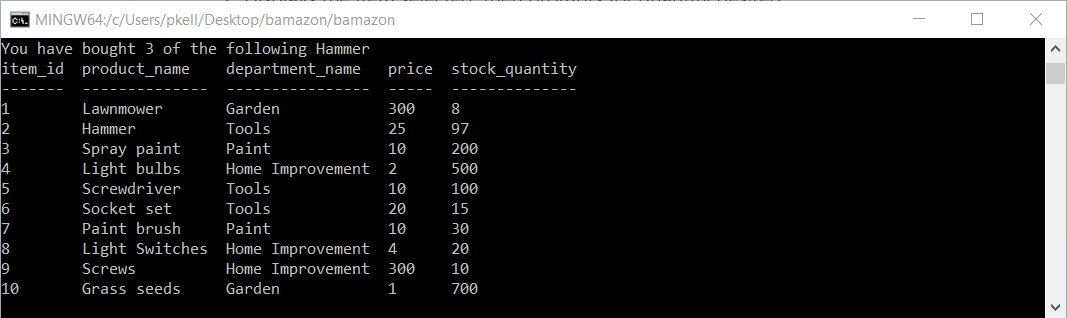 MINGW64:/c/Users/pkell/Desktop/bamazon/bamazon
You have bought 3 of the following Hammer
item_id  product_name    department_name   price  stock_quantity
-------  --------------  ----------------  -----  --------------
1        Lawnmower       Garden            300    8
2        Hammer          Tools             25     97
3        Spray paint     Paint             10     200
4        Light bulbs     Home Improvement  2      500
5        Screwdriver     Tools             10     100
6        Socket set      Tools             20     15
7        Paint brush     Paint             10     30
8        Light Switches  Home Improvement  4      20
9        Screws          Home Improvement  300    10
10       Grass seeds     Garden            1      700